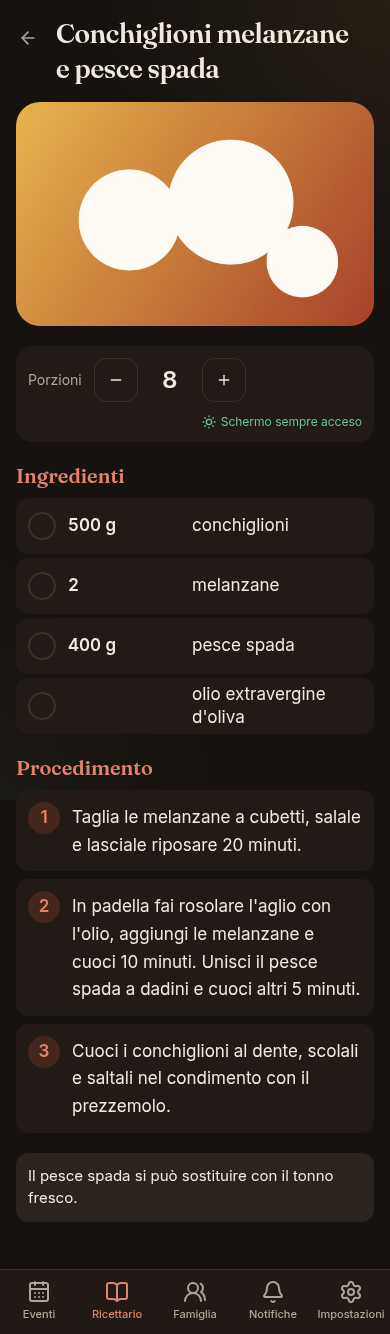 Conchiglioni melanzane
e pesce spada
Porzioni
8
Schermo sempre acceso
Ingredienti
500 g conchiglioni
2 melanzane
400 g pesce spada
olio extravergine
d'oliva
Procedimento
1 Taglia le melanzane a cubetti, salale
e lasciale riposare 20 minuti.
2 In padella fai rosolare l'aglio con
l'olio, aggiungi le melanzane e
cuoci 10 minuti. Unisci il pesce
spada a dadini e cuoci altri 5 minuti.
3 Cuoci i conchiglioni al dente, scolali
e saltali nel condimento con il
prezzemolo.
Il pesce spada si può sostituire con il tonno
fresco.
Eventi Ricettario Famiglia Notifiche Impostazioni